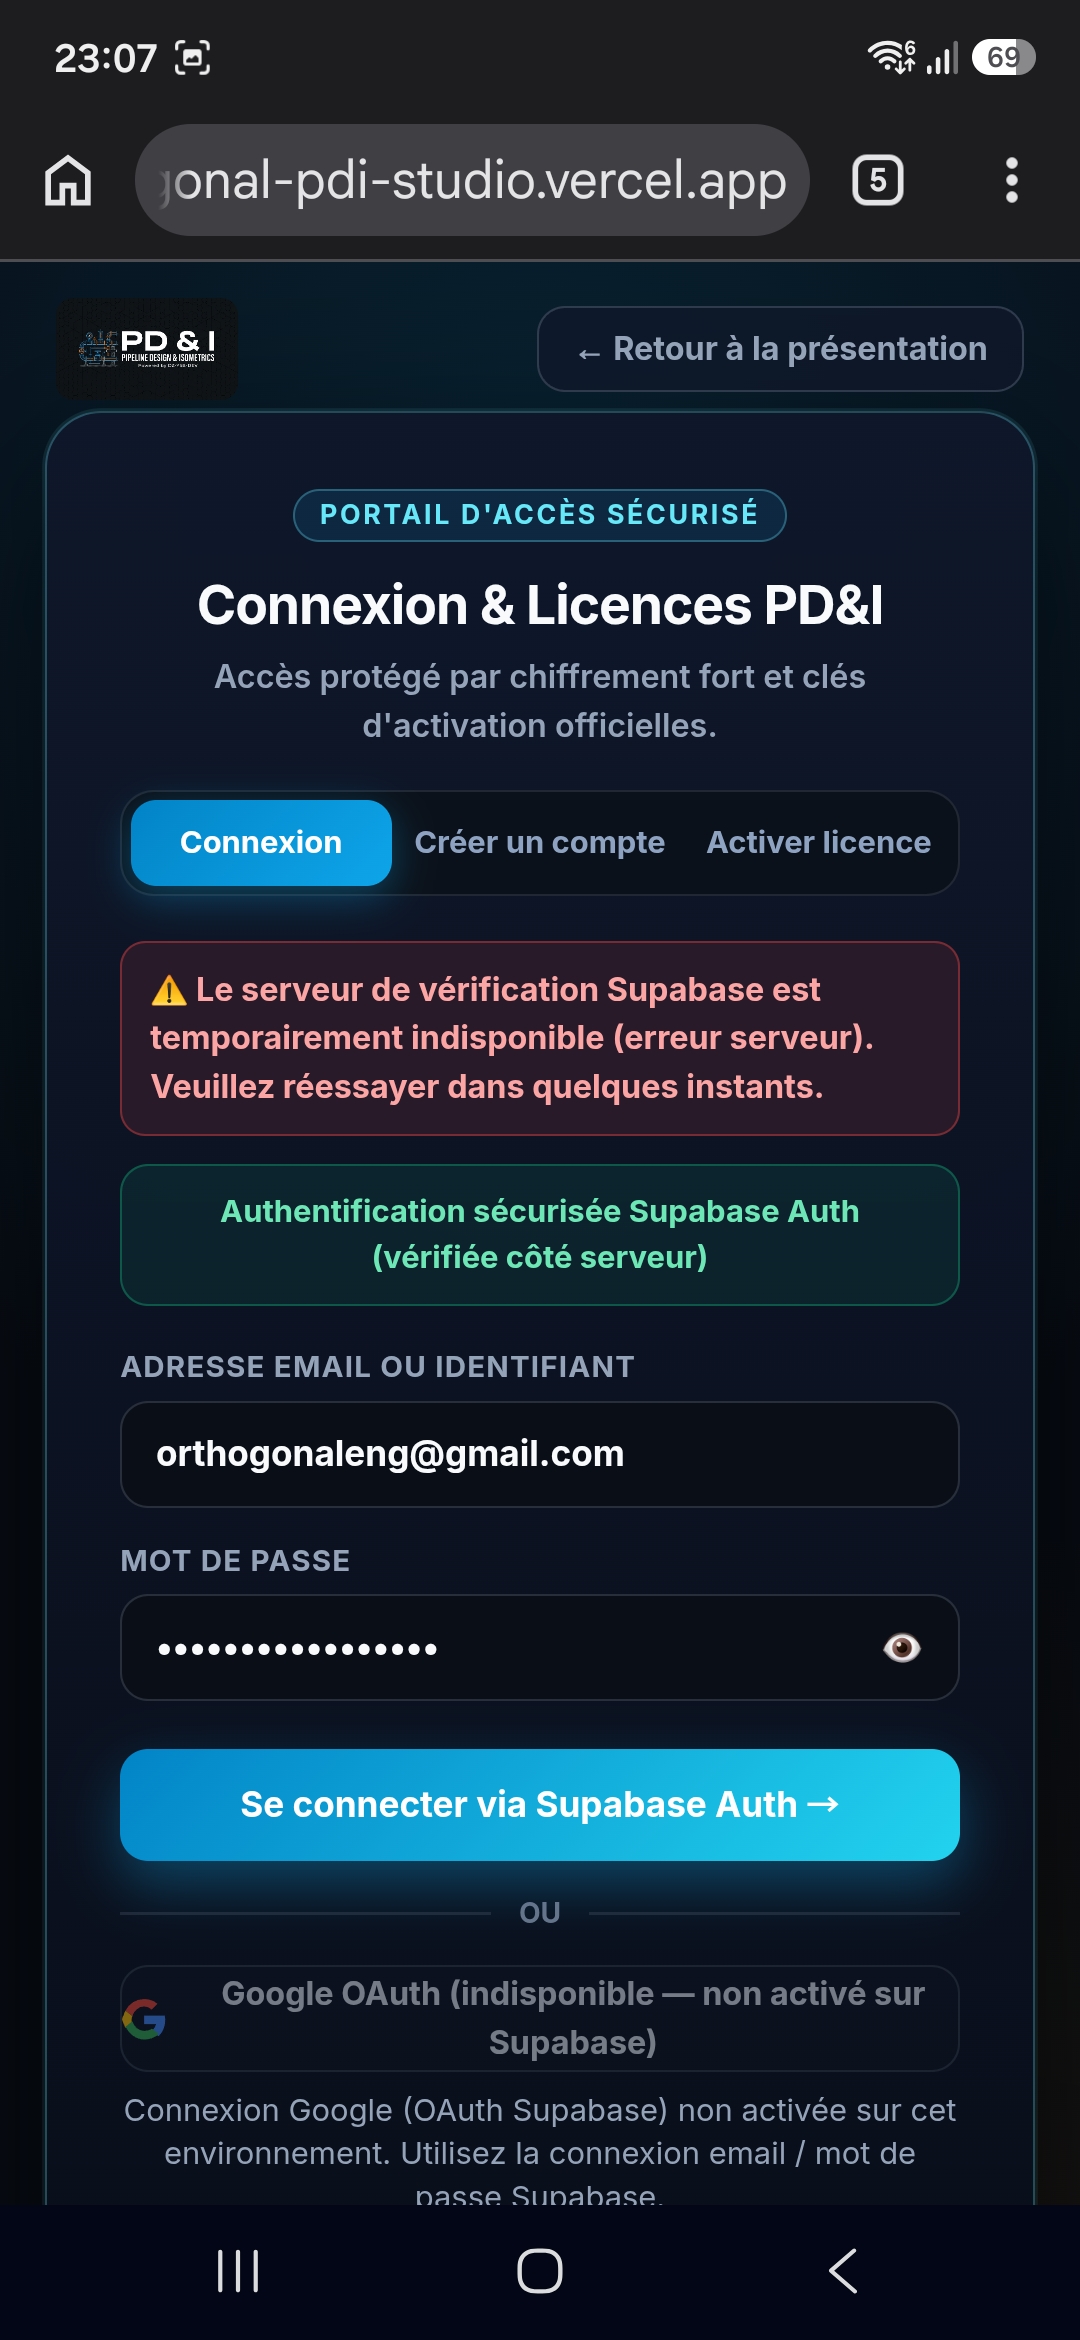 23:07
6
69
gonal-pdi-studio.vercel.app
5
PD & I
PIPELINE DESIGN & ISOMETRICS
← Retour à la présentation
PORTAIL D'ACCÈS SÉCURISÉ
Connexion & Licences PD&I
Accès protégé par chiffrement fort et clés
d'activation officielles.
Connexion
Créer un compte
Activer licence
⚠️ Le serveur de vérification Supabase est
temporairement indisponible (erreur serveur).
Veuillez réessayer dans quelques instants.
Authentification sécurisée Supabase Auth
(vérifiée côté serveur)
ADRESSE EMAIL OU IDENTIFIANT
orthogonaleng@gmail.com
MOT DE PASSE
•••••••••••••••••
Se connecter via Supabase Auth →
OU
Google OAuth (indisponible — non activé sur
Supabase)
Connexion Google (OAuth Supabase) non activée sur cet
environnement. Utilisez la connexion email / mot de
passe Supabase.